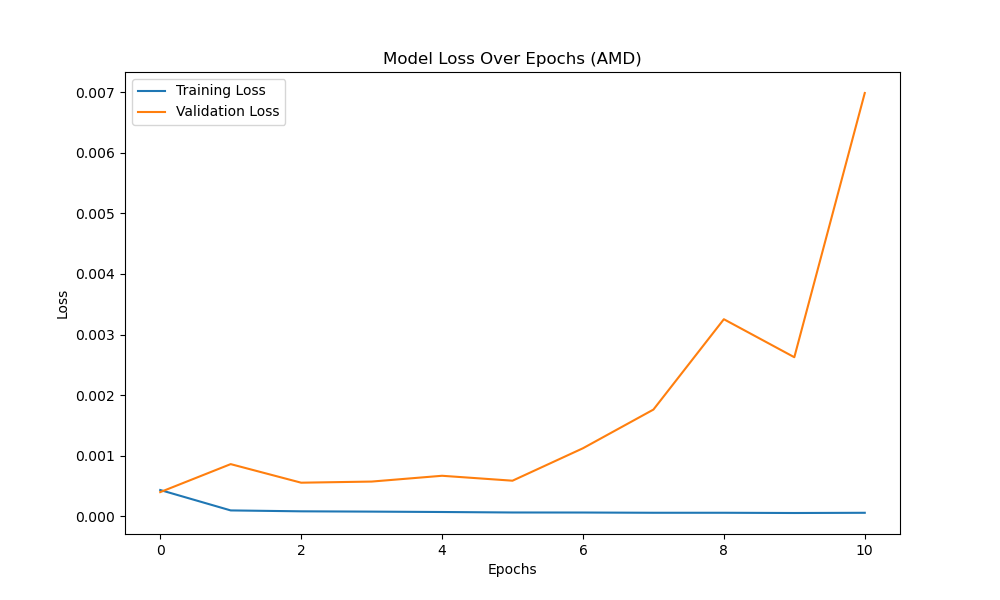 Model Loss Over Epochs (AMD)
Training Loss
Validation Loss
0.007
0.006
0.005
0.004
0.003
0.002
0.001
0.000
Loss
0 2 4 6 8 10
Epochs